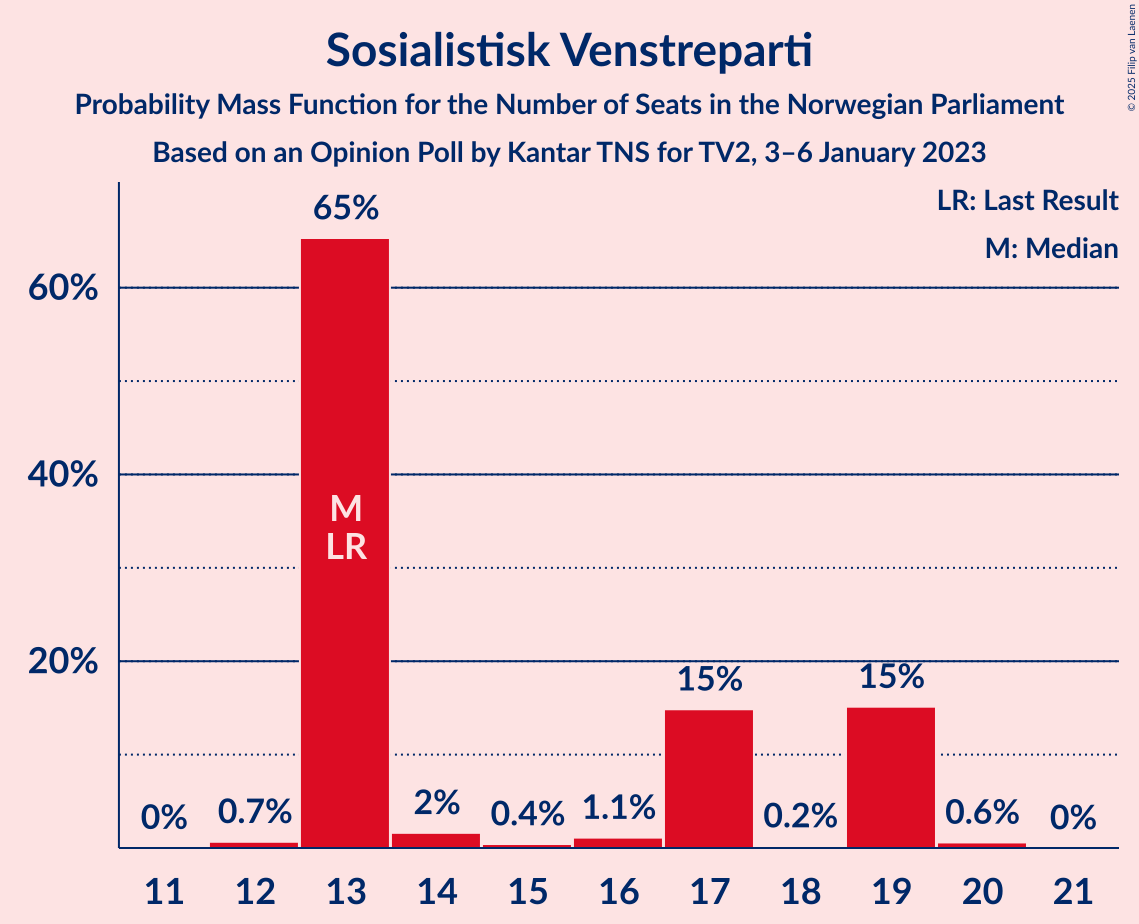 Sosialistisk Venstreparti
Probability Mass Function for the Number of Seats in the Norwegian Parliament
Based on an Opinion Poll by Kantar TNS for TV2, 3–6 January 2023
© 2025 Filip van Laenen
LR: Last Result
M: Median
60%
40%
20%
0%
0.7%
65%
M
LR
2%
0.4%
1.1%
15%
0.2%
15%
0.6%
0%
11 12 13 14 15 16 17 18 19 20 21